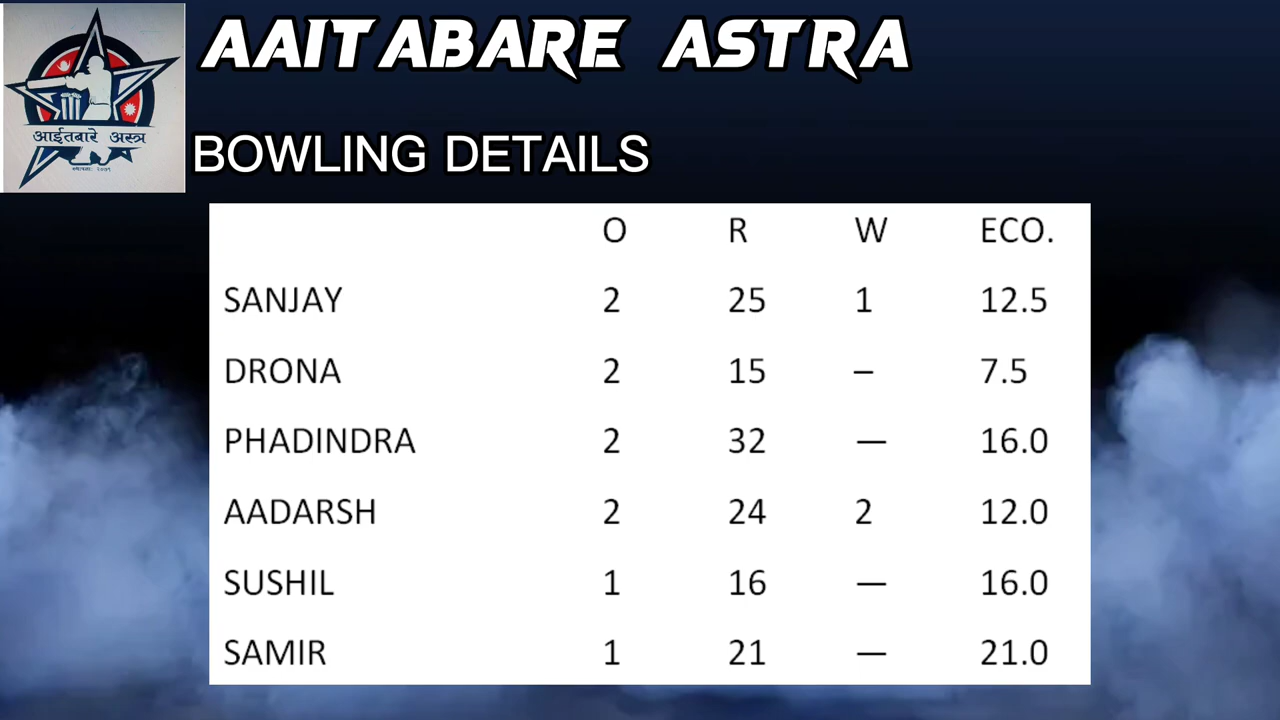 AAITABARE ASTRA
आईतबारे अस्त्र
BOWLING DETAILS
O R W ECO.
SANJAY 2 25 1 12.5
DRONA 2 15 – 7.5
PHADINDRA 2 32 — 16.0
AADARSH 2 24 2 12.0
SUSHIL 1 16 — 16.0
SAMIR 1 21 — 21.0